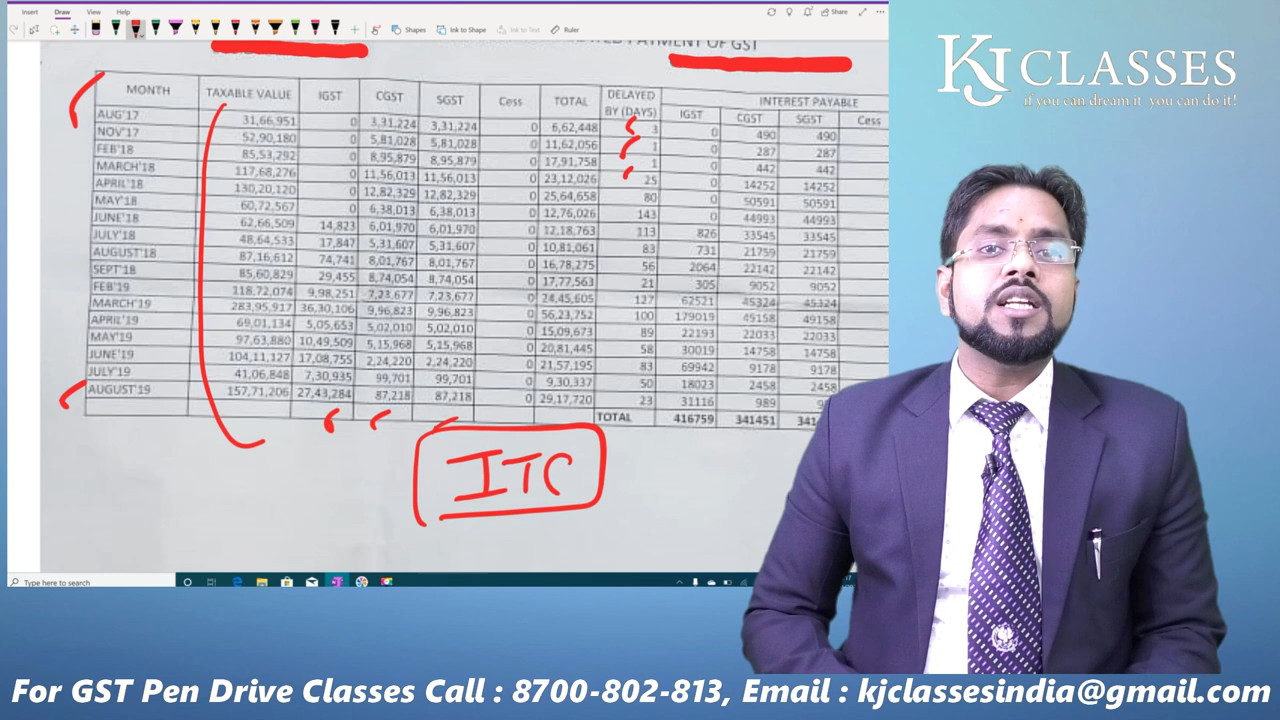 Insert Draw View Help
Share
Shapes Ink to Shape Ink to Text Ruler
PAYMENT OF GST
MONTH TAXABLE VALUE IGST CGST SGST Cess TOTAL DELAYED BY (DAYS) INTEREST PAYABLE
IGST CGST SGST Cess
AUG'17 31,66,951 0 3,31,224 3,31,224 0 6,62,448 3 0 490 490
NOV'17 52,90,180 0 5,81,028 5,81,028 0 11,62,056 1 0 287 287
FEB'18 85,53,292 0 8,95,879 8,95,879 0 17,91,758 1 0 442 442
MARCH'18 117,68,276 0 11,56,013 11,56,013 0 23,12,026 25 0 14252 14252
APRIL'18 130,20,120 0 12,82,329 12,82,329 0 25,64,658 80 0 50591 50591
MAY'18 60,72,567 0 6,38,013 6,38,013 0 12,76,026 143 0 44993 44993
JUNE'18 62,66,509 14,823 6,01,970 6,01,970 0 12,18,763 113 826 33545 33545
JULY'18 48,64,533 17,847 5,31,607 5,31,607 0 10,81,061 83 731 21759 21759
AUGUST'18 87,16,612 74,741 8,01,767 8,01,767 0 16,78,275 56 2064 22142 22142
SEPT'18 85,60,829 29,455 8,74,054 8,74,054 0 17,77,563 21 305 9052 9052
FEB'19 118,72,074 9,98,251 7,23,677 7,23,677 0 24,45,605 127 62521 45324 45324
MARCH'19 283,95,917 36,30,106 9,96,823 9,96,823 0 56,23,752 100 179019 49158 49158
APRIL'19 69,01,134 5,05,653 5,02,010 5,02,010 0 15,09,673 89 22193 22033 22033
MAY'19 97,63,880 10,49,509 5,15,968 5,15,968 0 20,81,445 58 30019 14758 14758
JUNE'19 104,11,127 17,08,755 2,24,220 2,24,220 0 21,57,195 83 69942 9178 9178
JULY'19 41,06,848 7,30,935 99,701 99,701 0 9,30,337 50 18023 2458 2458
AUGUST'19 157,71,206 27,43,284 87,218 87,218 0 29,17,720 23 31116 989
TOTAL 416759 341451
ITC
Type here to search
KJ CLASSES
if you can dream it you can do it!
For GST Pen Drive Classes Call : 8700-802-813, Email : kjclassesindia@gmail.com